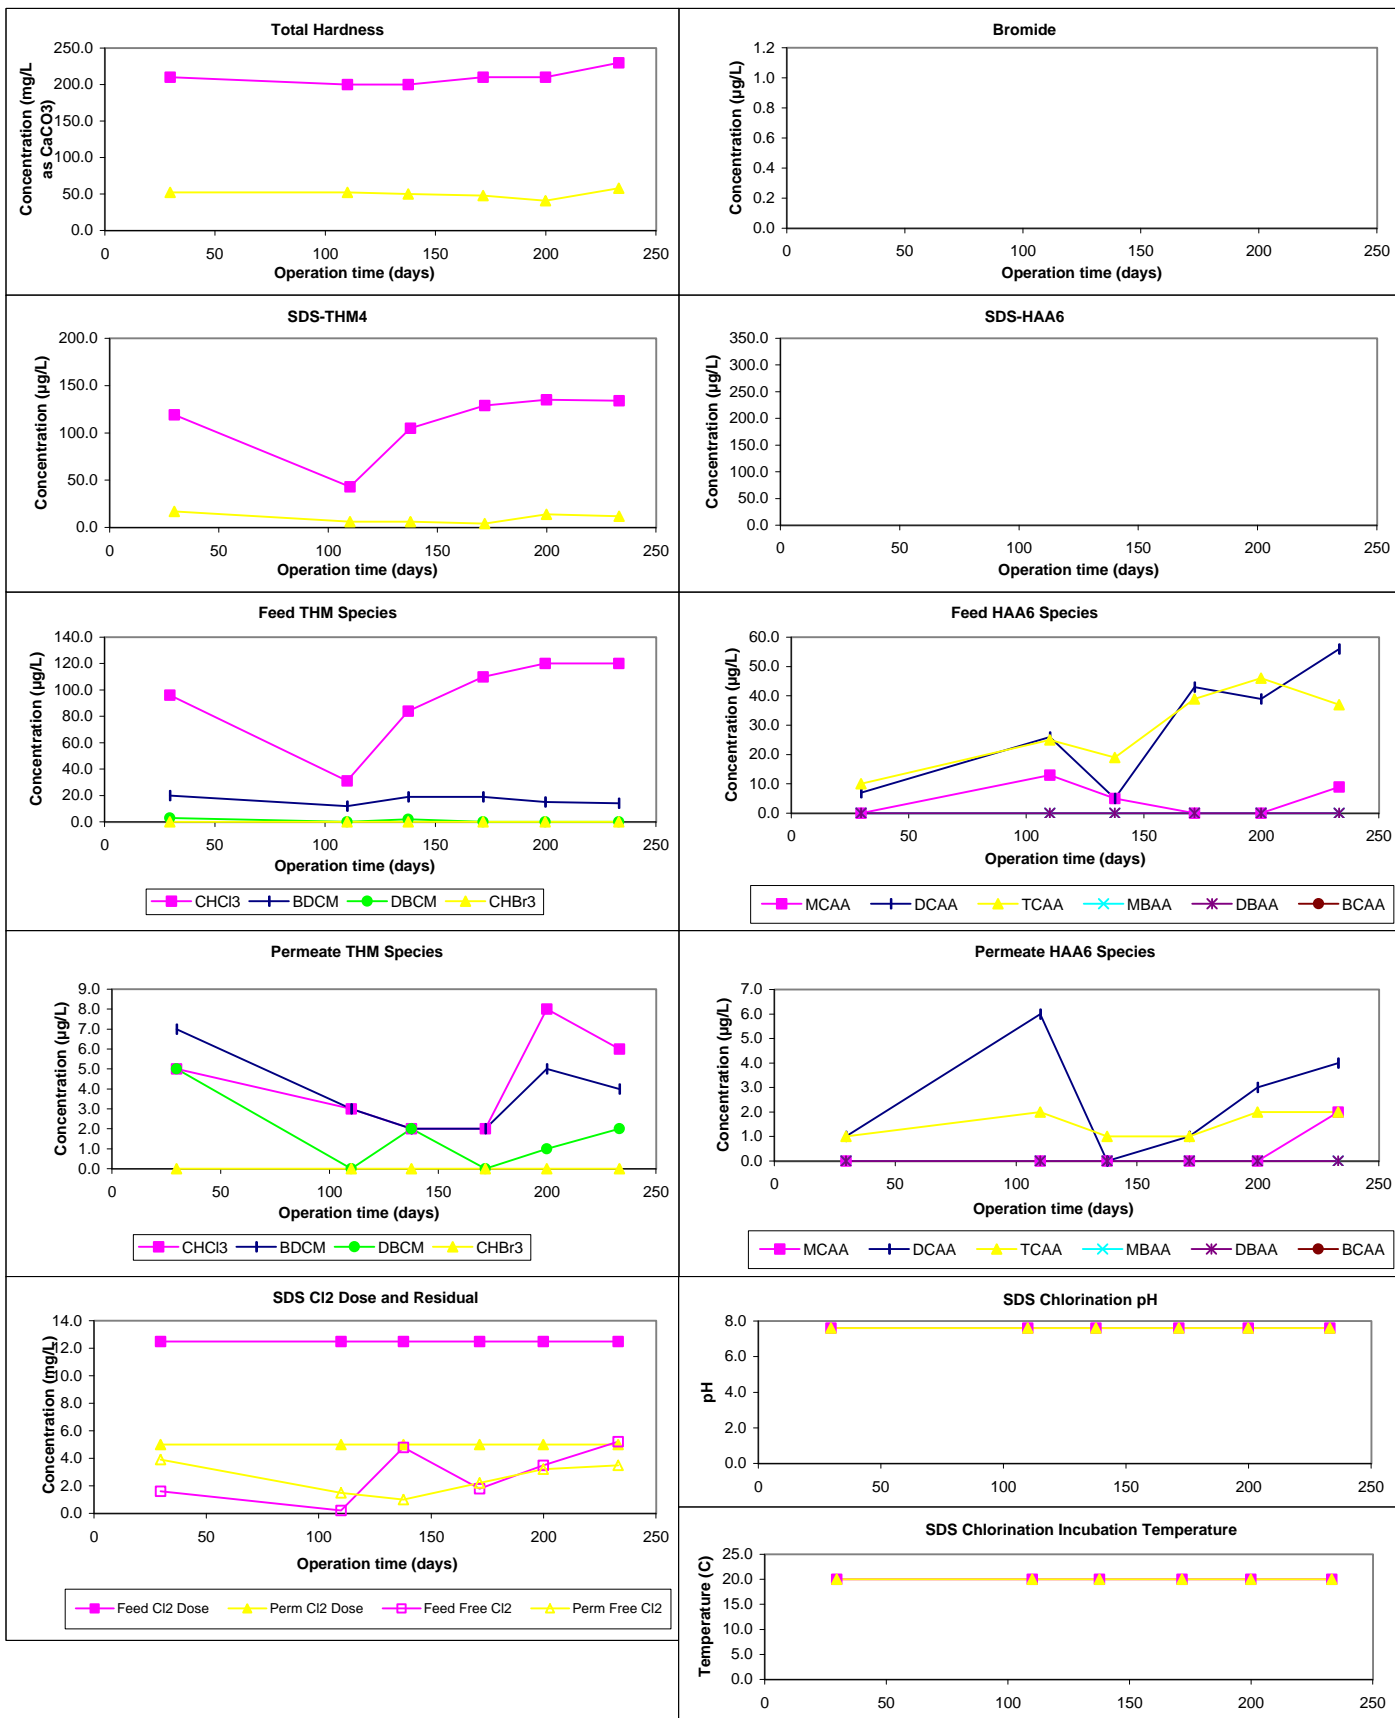 Total Hardness
Concentration (mg/L as CaCO3)
250.0
200.0
150.0
100.0
50.0
0.0
0 50 100 150 200 250
Operation time (days)
Bromide
Concentration (µg/L)
1.2
1.0
0.8
0.6
0.4
0.2
0.0
0 50 100 150 200 250
Operation time (days)
SDS-THM4
Concentration (µg/L)
200.0
150.0
100.0
50.0
0.0
0 50 100 150 200 250
Operation time (days)
SDS-HAA6
Concentration (µg/L)
350.0
300.0
250.0
200.0
150.0
100.0
50.0
0.0
0 50 100 150 200 250
Operation time (days)
Feed THM Species
Concentration (µg/L)
140.0
120.0
100.0
80.0
60.0
40.0
20.0
0.0
0 50 100 150 200 250
Operation time (days)
CHCl3 BDCM DBCM CHBr3
Feed HAA6 Species
Concentration (µg/L)
60.0
50.0
40.0
30.0
20.0
10.0
0.0
0 50 100 150 200 250
Operation time (days)
MCAA DCAA TCAA MBAA DBAA BCAA
Permeate THM Species
Concentration (µg/L)
9.0
8.0
7.0
6.0
5.0
4.0
3.0
2.0
1.0
0.0
0 50 100 150 200 250
Operation time (days)
CHCl3 BDCM DBCM CHBr3
Permeate HAA6 Species
Concentration (µg/L)
7.0
6.0
5.0
4.0
3.0
2.0
1.0
0.0
0 50 100 150 200 250
Operation time (days)
MCAA DCAA TCAA MBAA DBAA BCAA
SDS Cl2 Dose and Residual
Concentration (mg/L)
14.0
12.0
10.0
8.0
6.0
4.0
2.0
0.0
0 50 100 150 200 250
Operation time (days)
Feed Cl2 Dose Perm Cl2 Dose Feed Free Cl2 Perm Free Cl2
SDS Chlorination pH
pH
8.0
6.0
4.0
2.0
0.0
0 50 100 150 200 250
SDS Chlorination Incubation Temperature
Temperature (C)
25.0
20.0
15.0
10.0
5.0
0.0
0 50 100 150 200 250